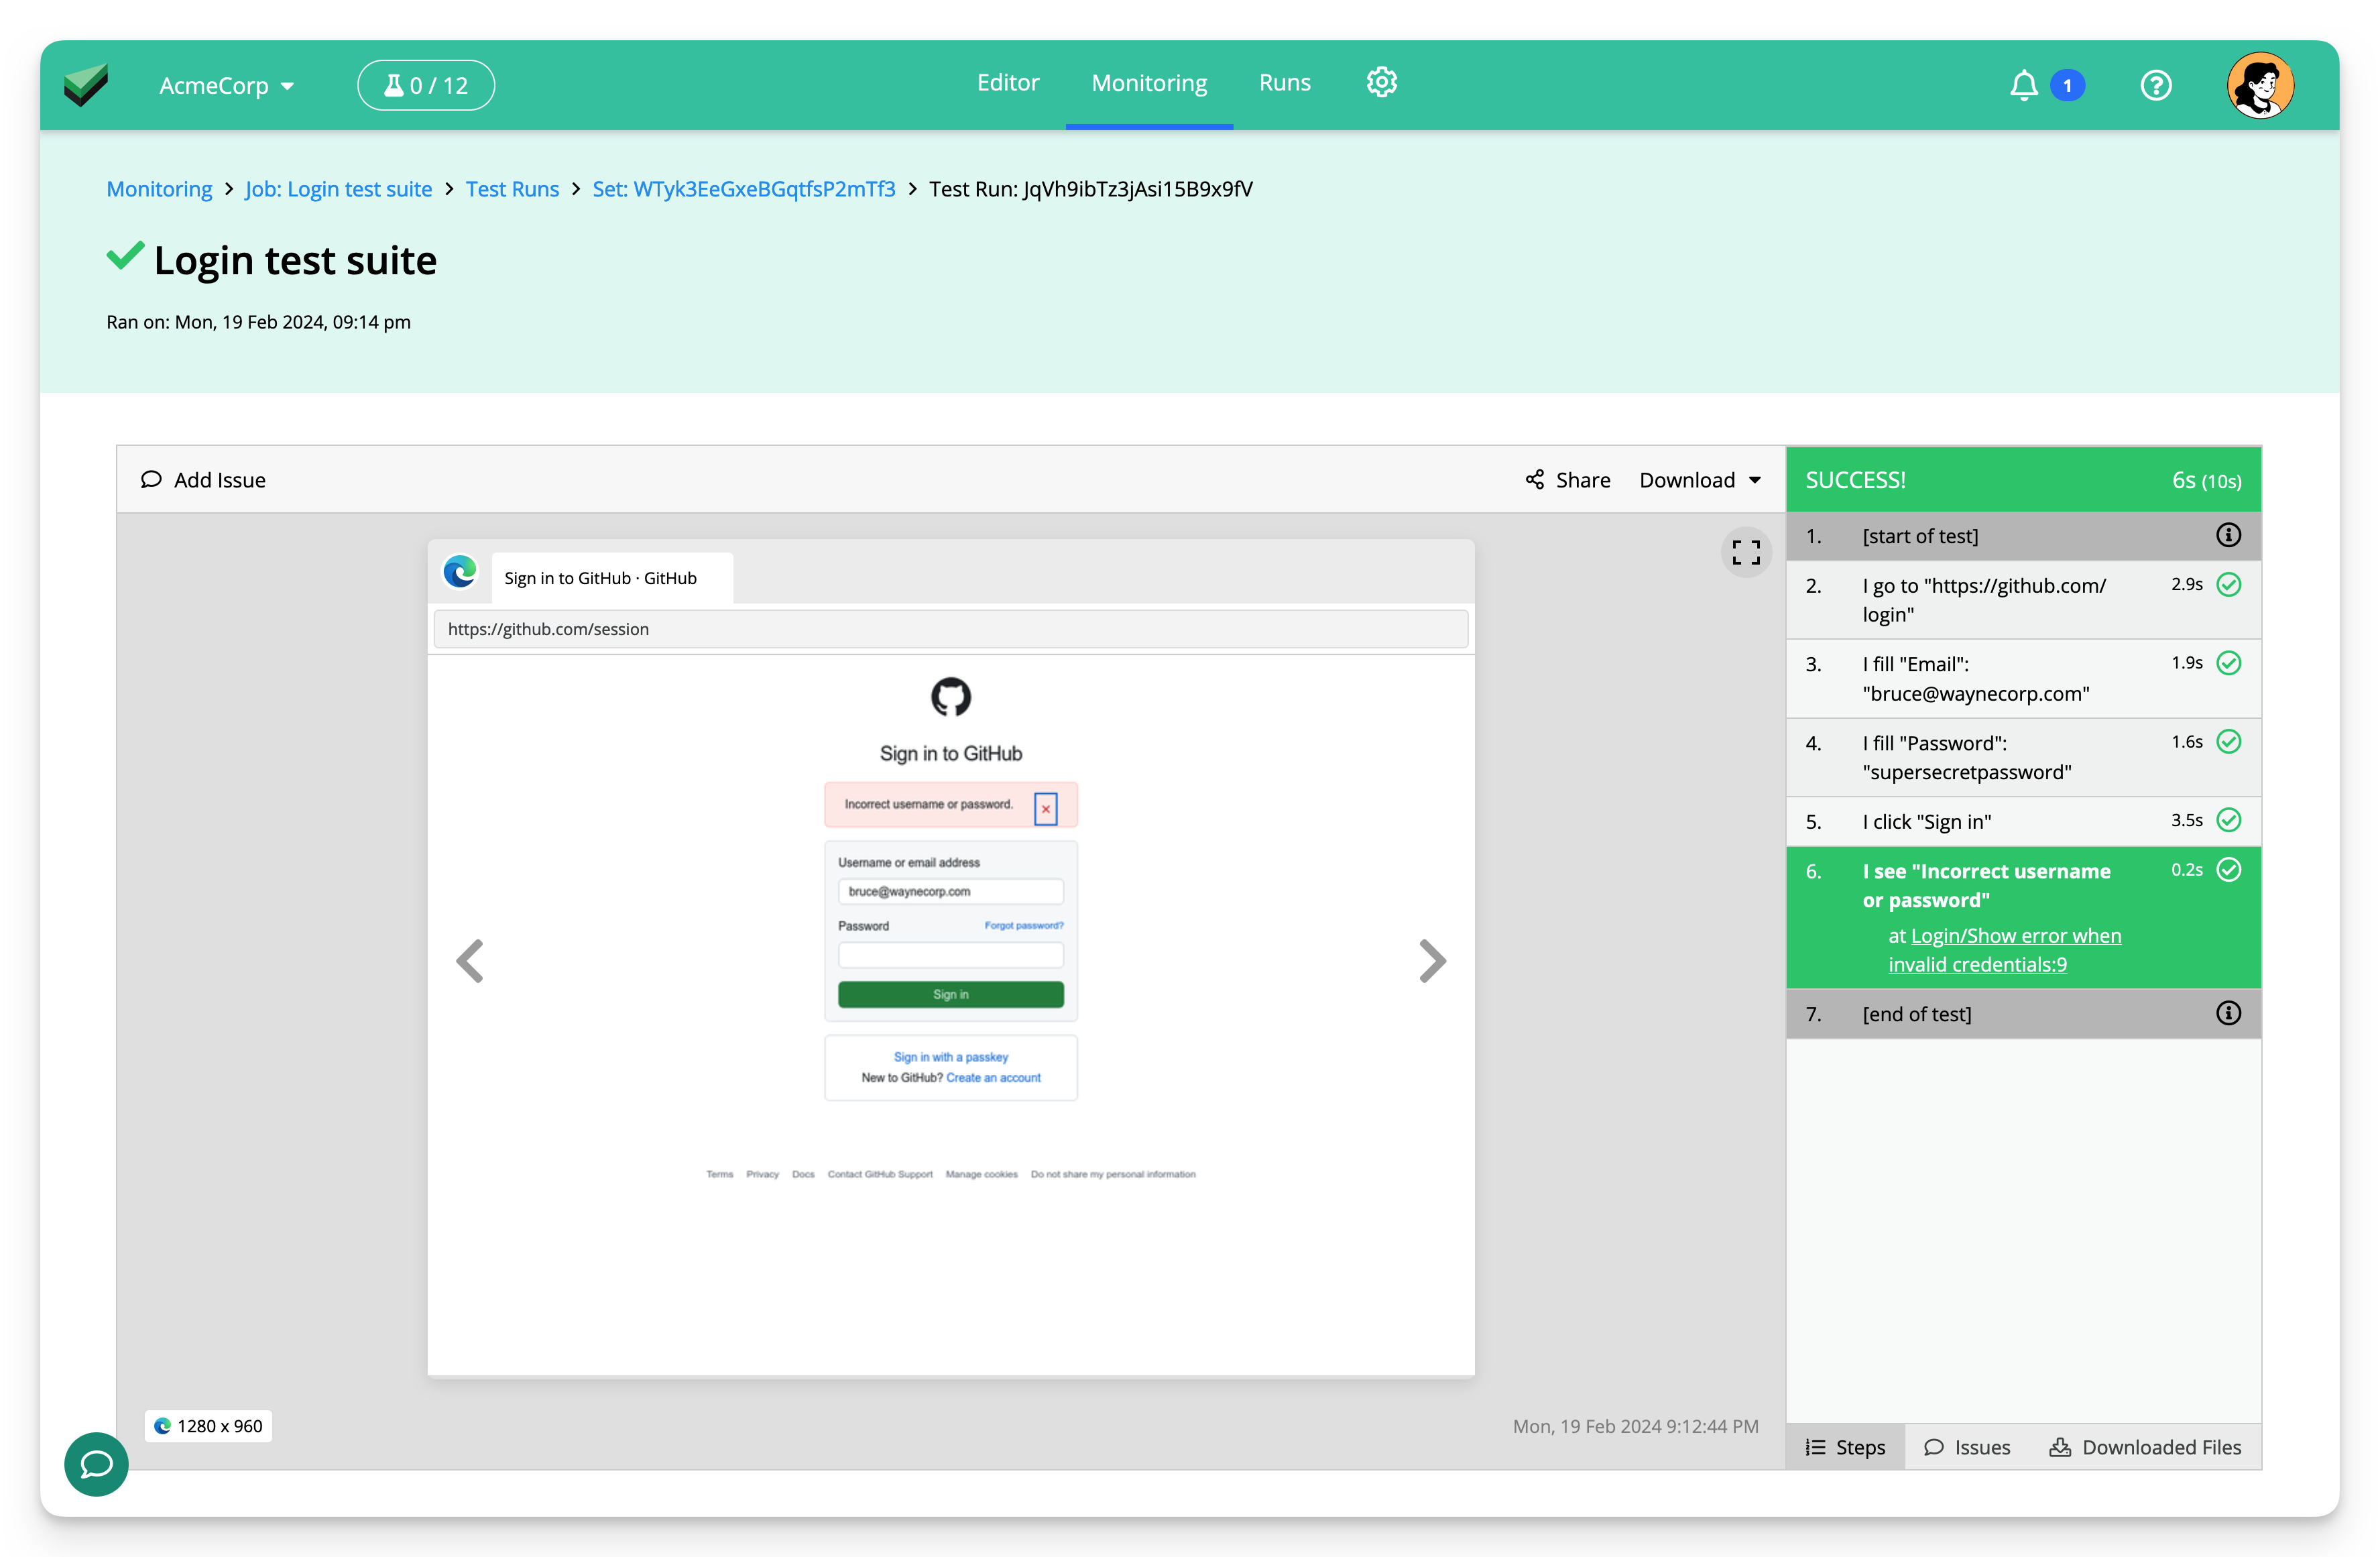 AcmeCorp
0 / 12
Editor
Monitoring
Runs
1
Monitoring > Job: Login test suite > Test Runs > Set: WTyk3EeGxeBGqtfsP2mTf3 > Test Run: JqVh9ibTz3jAsi15B9x9fV
Login test suite
Ran on: Mon, 19 Feb 2024, 09:14 pm
Add Issue
Share
Download
Sign in to GitHub · GitHub
https://github.com/session
Sign in to GitHub
Incorrect username or password.
Username or email address
bruce@waynecorp.com
Password
Forgot password?
Sign in
Sign in with a passkey
New to GitHub? Create an account
Terms Privacy Docs Contact GitHub Support Manage cookies Do not share my personal information
1280 x 960
Mon, 19 Feb 2024 9:12:44 PM
SUCCESS! 6s (10s)
1. [start of test]
2. I go to "https://github.com/ 2.9s
login"
3. I fill "Email": 1.9s
"bruce@waynecorp.com"
4. I fill "Password": 1.6s
"supersecretpassword"
5. I click "Sign in" 3.5s
6. I see "Incorrect username 0.2s
or password"
at Login/Show error when
invalid credentials:9
7. [end of test]
Steps
Issues
Downloaded Files